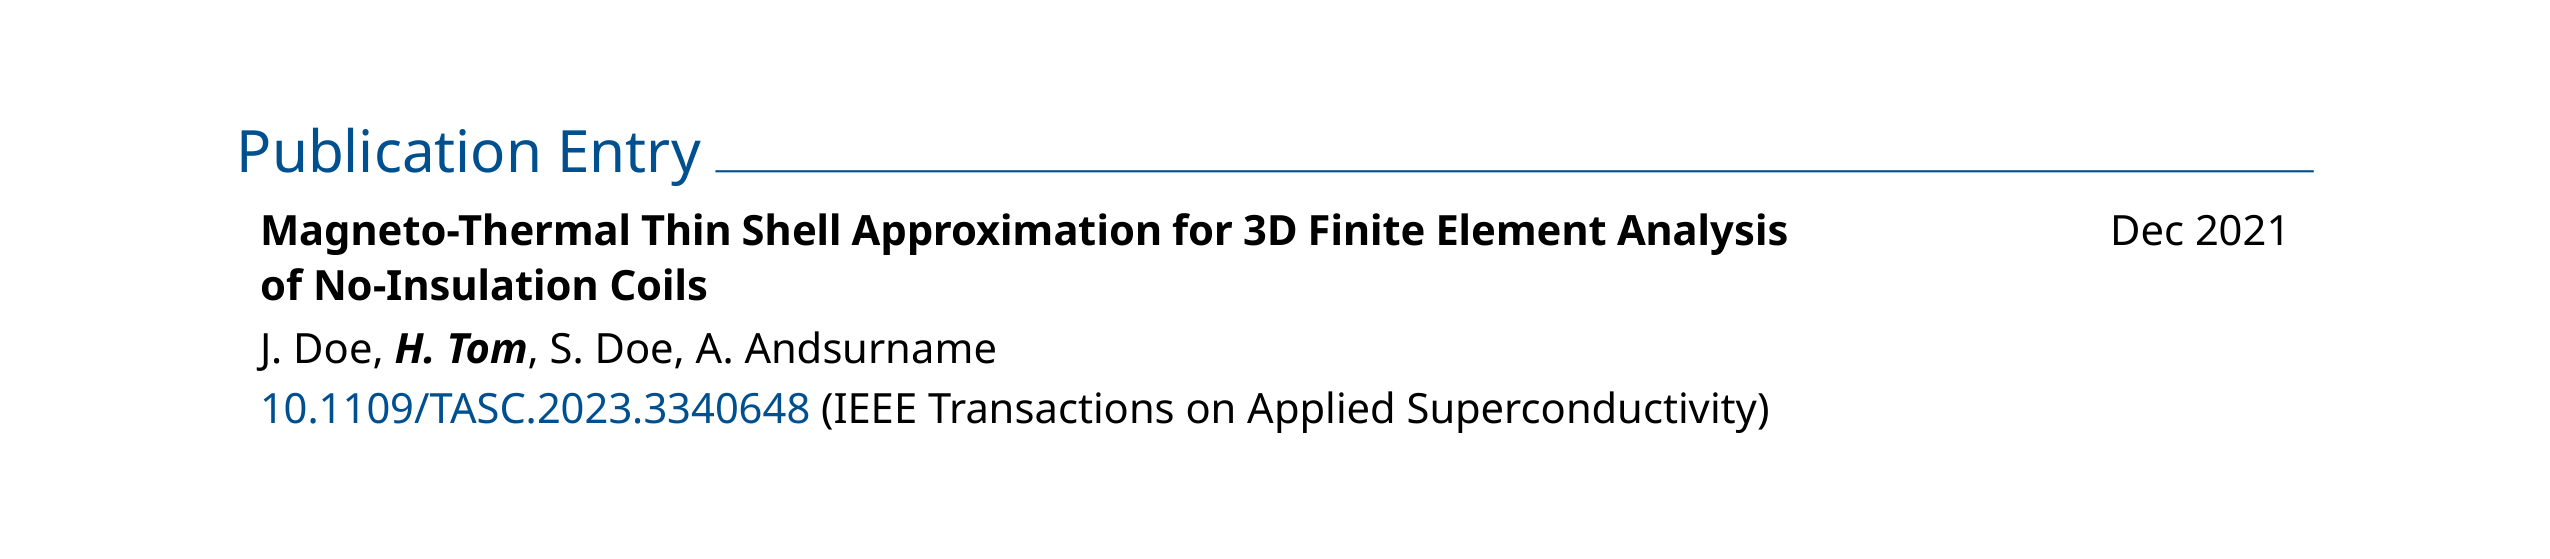 Publication Entry
Magneto-Thermal Thin Shell Approximation for 3D Finite Element Analysis Dec 2021
of No-Insulation Coils
J. Doe, H. Tom, S. Doe, A. Andsurname
10.1109/TASC.2023.3340648 (IEEE Transactions on Applied Superconductivity)